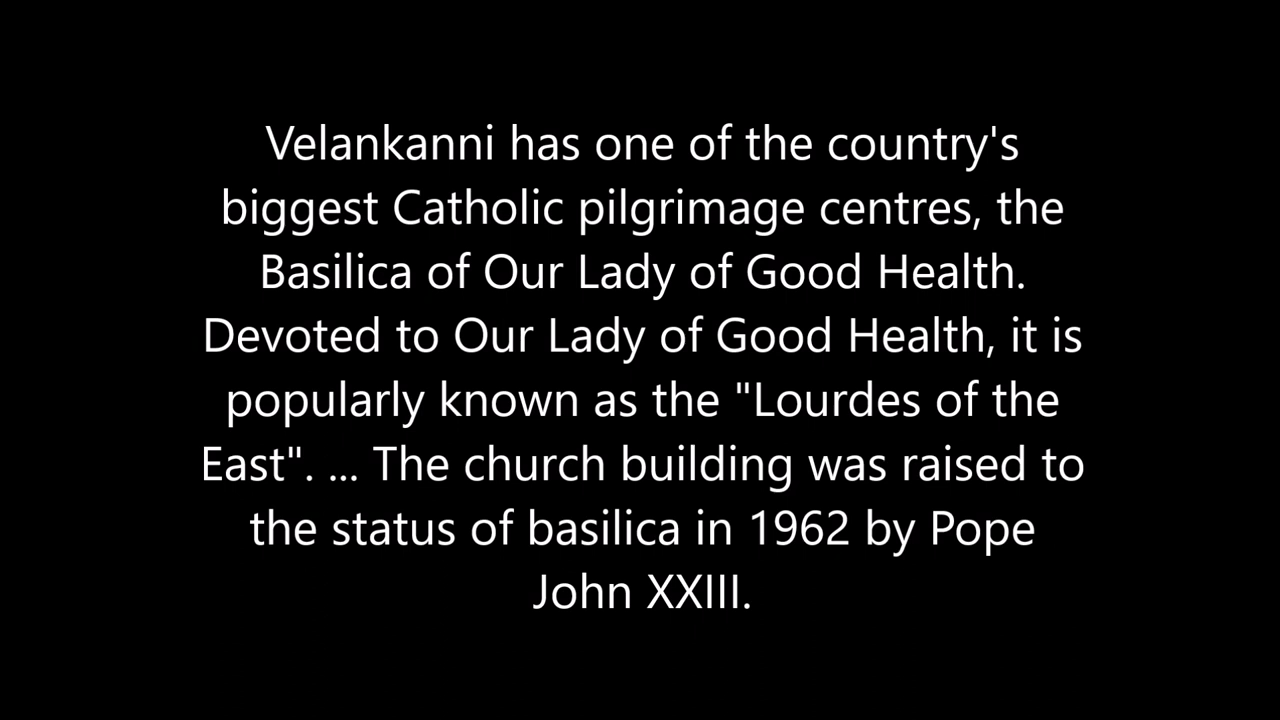 Velankanni has one of the country's
biggest Catholic pilgrimage centres, the
Basilica of Our Lady of Good Health.
Devoted to Our Lady of Good Health, it is
popularly known as the "Lourdes of the
East". ... The church building was raised to
the status of basilica in 1962 by Pope
John XXIII.